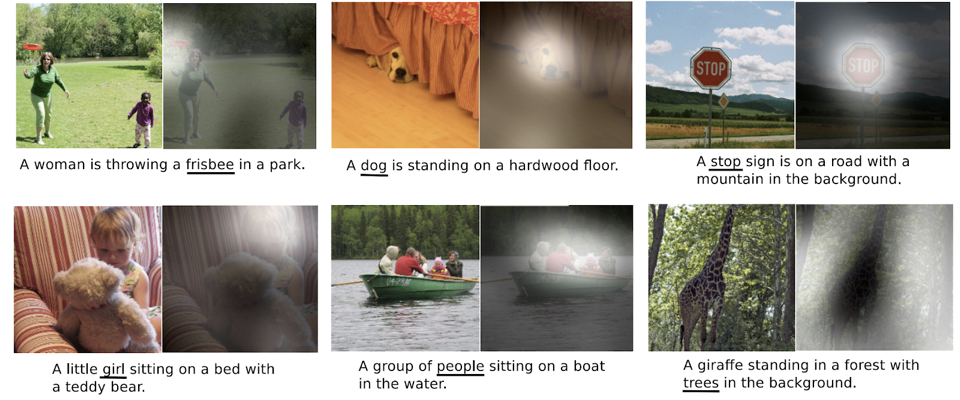 A woman is throwing a frisbee in a park.
A dog is standing on a hardwood floor.
STOP
A stop sign is on a road with a
mountain in the background.
A little girl sitting on a bed with
a teddy bear.
A group of people sitting on a boat
in the water.
A giraffe standing in a forest with
trees in the background.